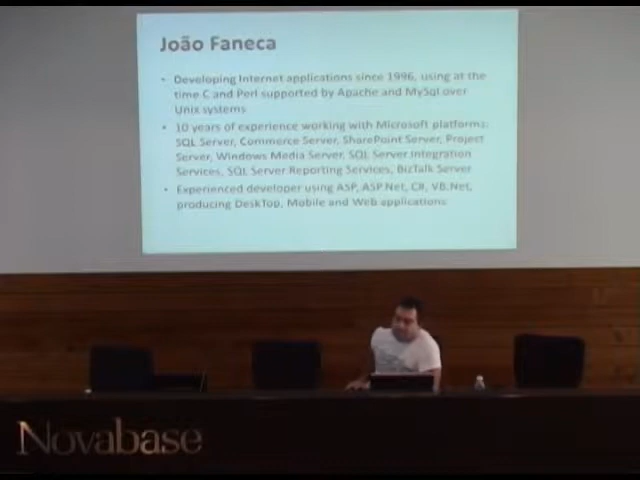 João Faneca
• Developing Internet applications since 1996, using at the
time C and Perl supported by Apache and MySql over
Unix systems
• 10 years of experience working with Microsoft platforms:
SQL Server, Commerce Server, SharePoint Server, Project
Server, Windows Media Server, SQL Server Integration
Services, SQL Server Reporting Services, BizTalk Server
• Experienced developer using ASP, ASP.Net, C#, VB.Net,
producing DeskTop, Mobile and Web applications
Novabase